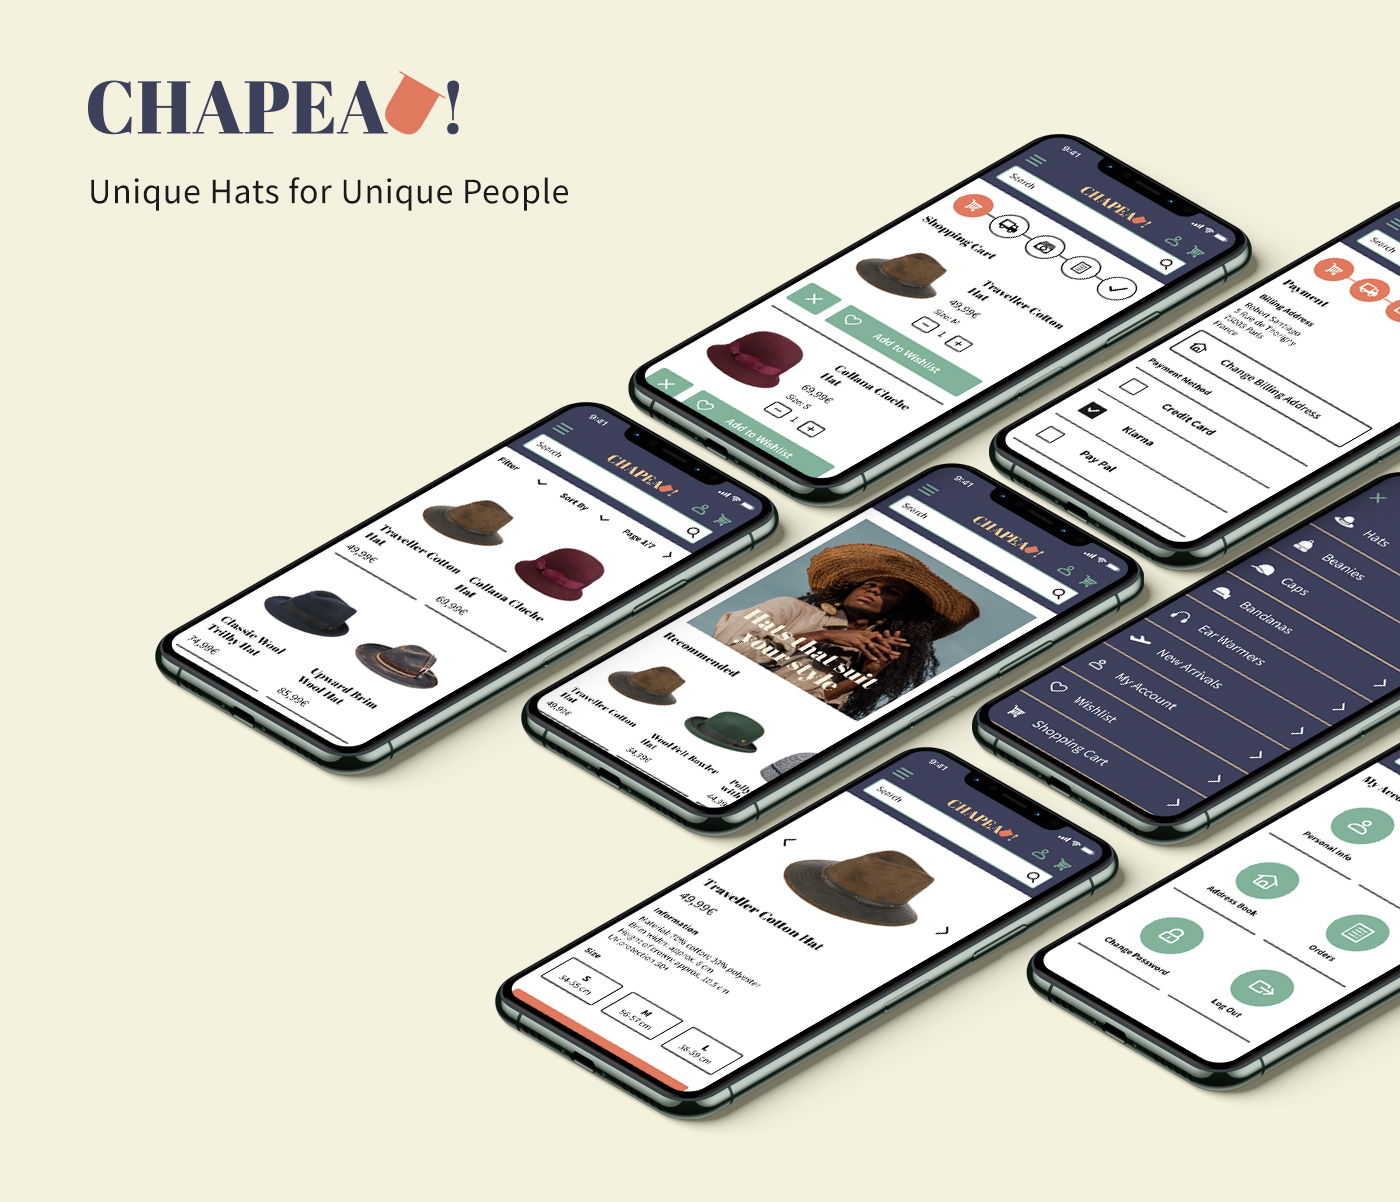 CHAPEAU!
Unique Hats for Unique People
9:41
Search
CHAPEAU!
Shopping Cart
Traveller Cotton
Hat
49,99€
Size: M
1
Add to Wishlist
Collana Cloche
Hat
69,99€
Size: S
1
Add to Wishlist
Search
Payment
Billing Address
Robert Santiago
5 Rue de Thorigny
75003 Paris
France
Change Billing Address
Payment Method
Credit Card
Klarna
Pay Pal
9:41
Search
CHAPEAU!
Filter
Sort By
Page 1/7
Traveller Cotton
Hat
49,99€
Collana Cloche
Hat
69,99€
Classic Wool
Trilby Hat
74,99€
Upward Brim
Wool Hat
85,99€
9:41
Search
CHAPEAU!
Hats that suit
your style
Recommended
Traveller Cotton
Hat
49,99€
Wool Felt Bowler
Hat
54,99€
Hats
Beanies
Caps
Bandanas
Ear Warmers
New Arrivals
My Account
Wishlist
Shopping Cart
9:41
Search
CHAPEAU!
Traveller Cotton Hat
49,99€
Information
Material: 70% cotton, 30% polyester
Brim width: approx. 6 cm
Height of crown: approx. 10.5 cm
UV protection 50+
Size
S
54-55 cm
M
56-57 cm
L
58-59 cm
Personal Info
Address Book
Orders
Change Password
Log Out